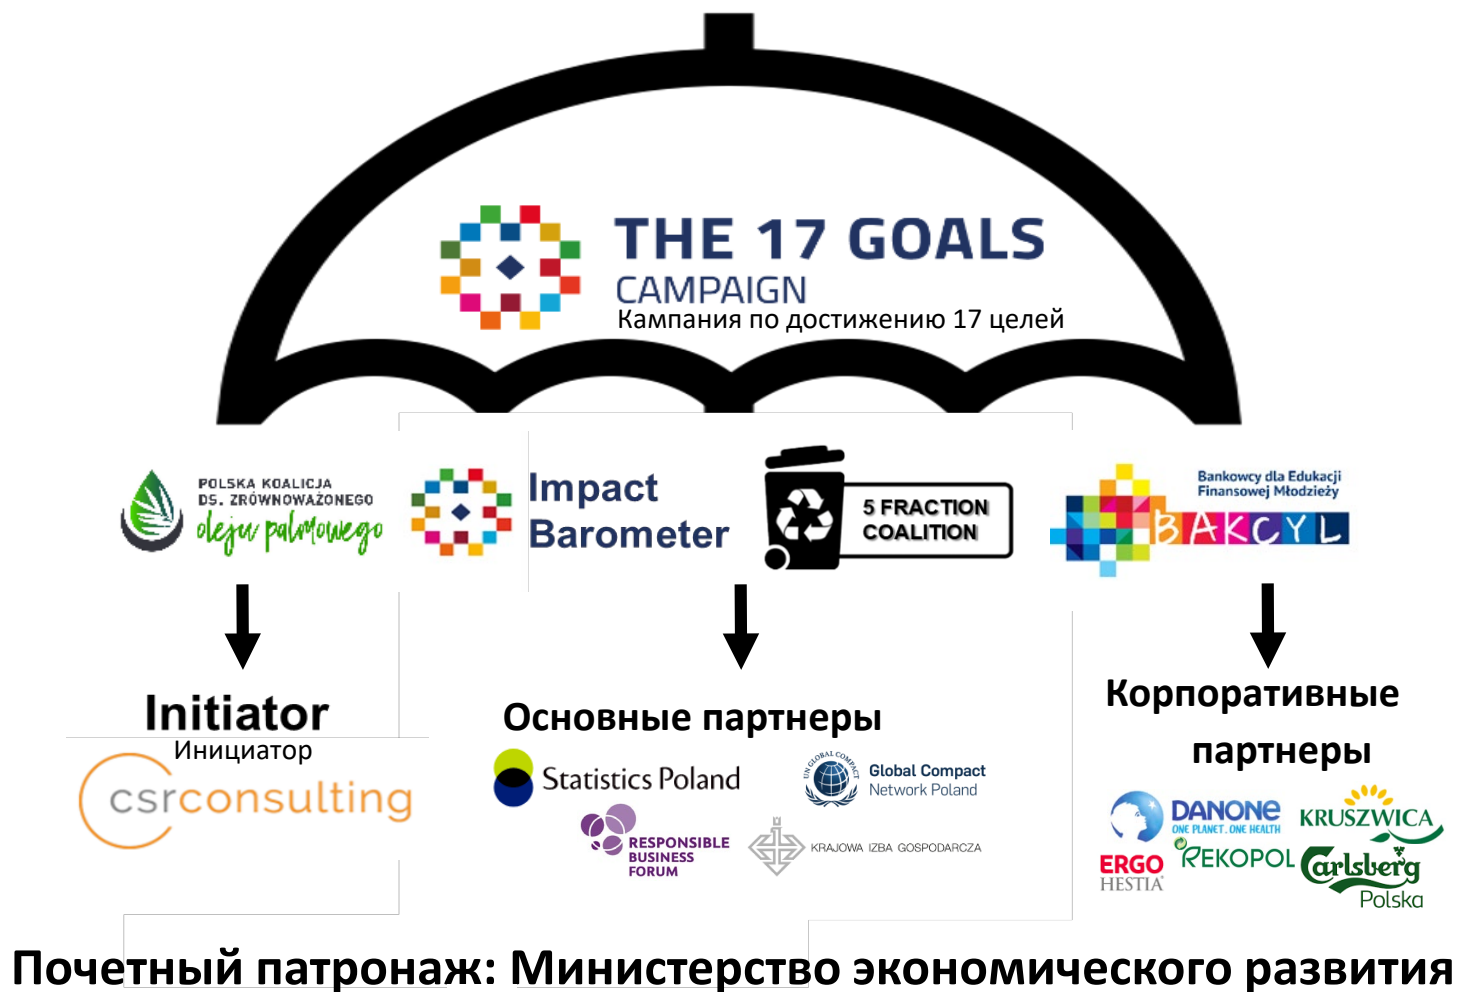 THE 17 GOALS
CAMPAIGN
Кампания по достижению 17 целей
POLSKA KOALICJA
DS. ZRÓWNOWAŻONEGO
oleju palmowego
Impact
Barometer
5 FRACTION
COALITION
Bankowcy dla Edukacji
Finansowej Młodzieży
BAKCYL
Initiator
Инициатор
csrconsulting
Основные партнеры
Statistics Poland
UN GLOBAL COMPACT
Global Compact
Network Poland
RESPONSIBLE
BUSINESS
FORUM
KRAJOWA IZBA GOSPODARCZA
Корпоративные
партнеры
DANONE
ONE PLANET. ONE HEALTH
KRUSZWICA
ERGO
HESTIA
REKOPOL
Carlsberg
Polska
Почетный патронаж: Министерство экономического развития